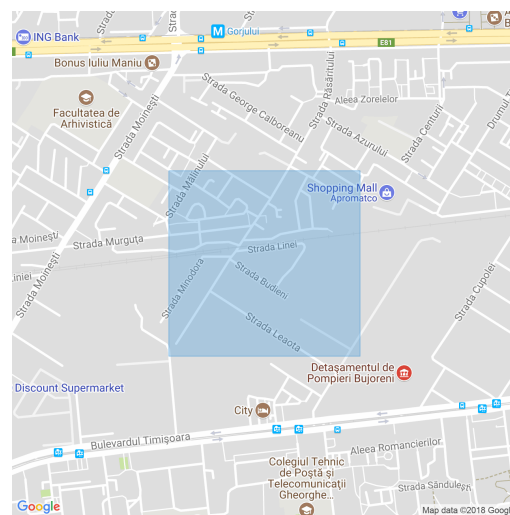 ING Bank
Gorjului
E81
Bonus Iuliu Maniu
A
B
Facultatea de
Arhivistică
Strada Moinești
Strada George Calboreanu
Strada Răsăritului
Aleea Zorelelor
Strada Azurului
Strada Centurii
Drumul T
Strada Mălinului
Shopping Mall
Apromatco
a Moinești
Strada Murguța
Strada Linei
Liniei
Strada Moinești
Strada Minodora
Strada Budieni
Strada Leaota
Strada Cupolei
Detașamentul de
Pompieri Bujoreni
Discount Supermarket
City
Bulevardul Timișoara
Aleea Romancierilor
Colegiul Tehnic
de Poștă și
Telecomunicații
Gheorghe...
Strada Săndulești
Google
Map data ©2018 Googl